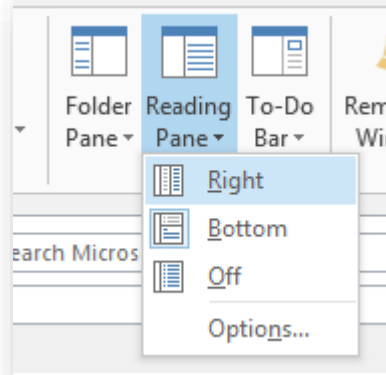 Folder Reading To-Do
Pane Pane Bar
Right
Bottom
Off
Options...